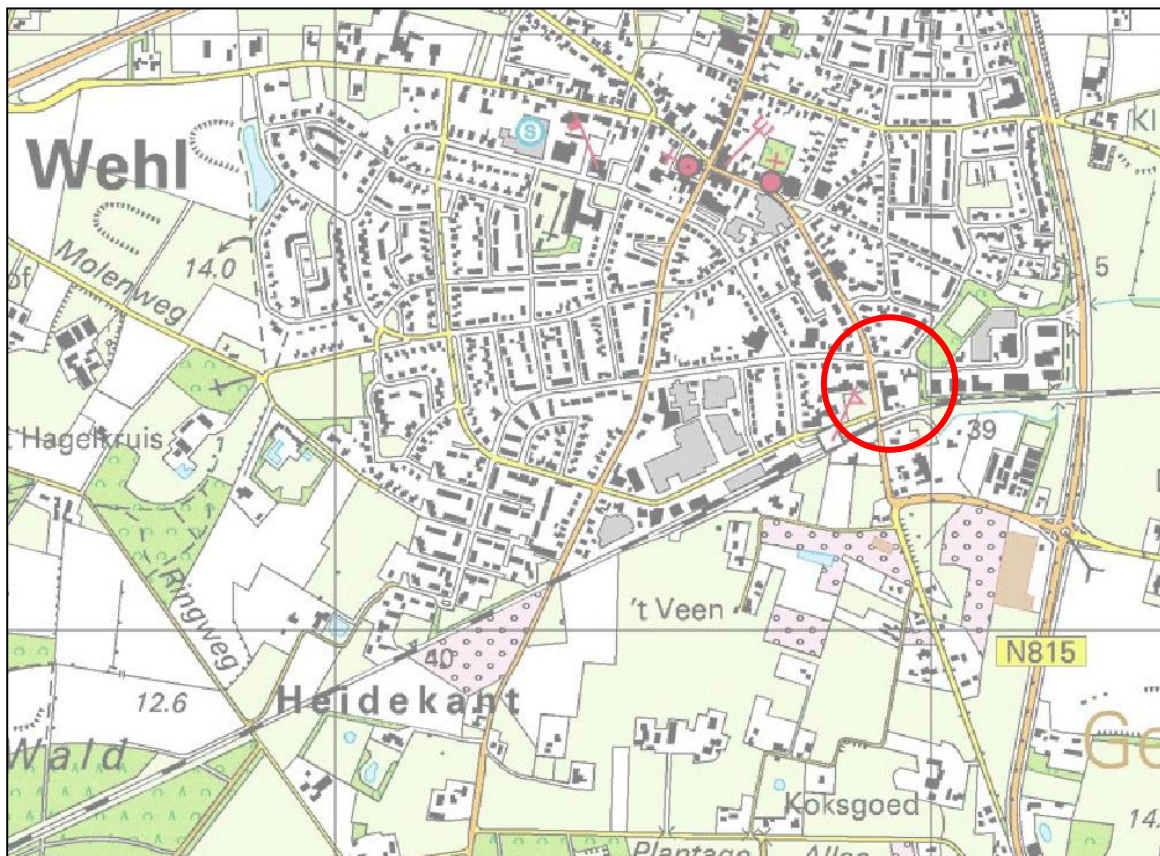 Kl
S
Wehl
Molenweg
14.0
of
5
't Hagelkruis
39
Ringweg
't Veen
40
N815
12.6
Heidekant
Wald
Ge
Koksgoed
14.
Plantage Allee